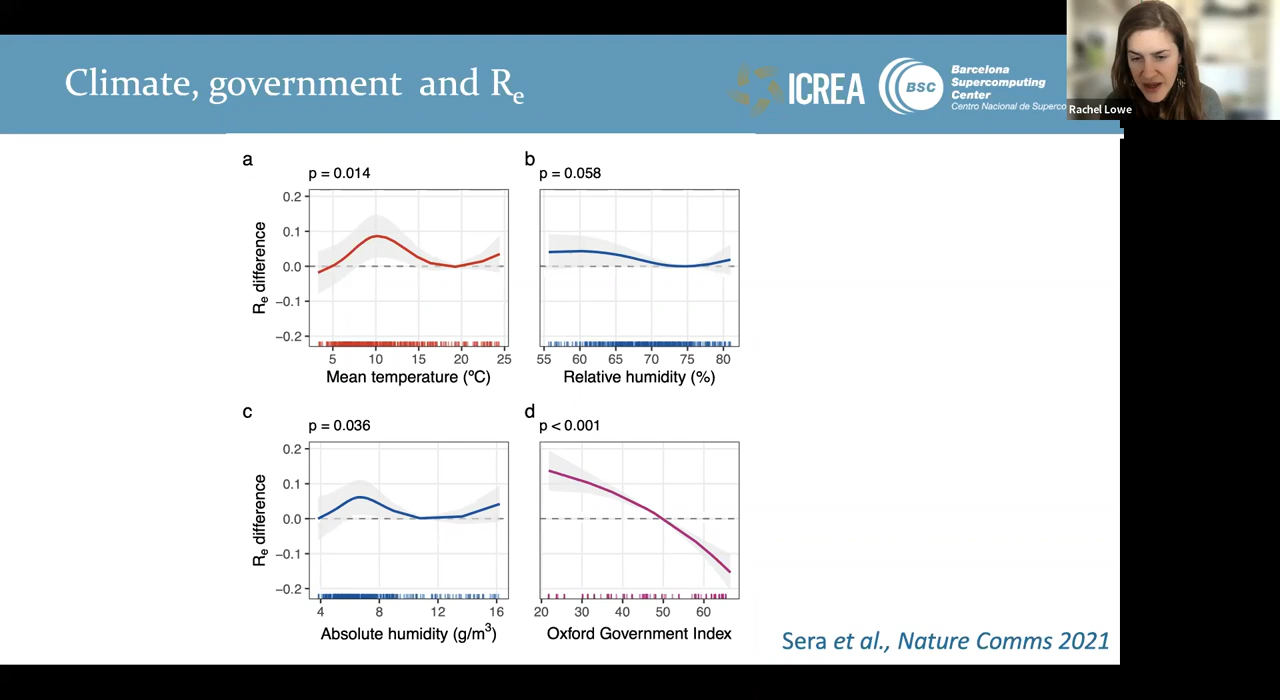 Climate, government and Re
ICREA
BSC
Barcelona
Supercomputing
Center
Centro Nacional de Superco
Rachel Lowe
a
p = 0.014
Re difference
0.2
0.1
0.0
−0.1
−0.2
5 10 15 20 25
Mean temperature (ºC)
b
p = 0.058
55 60 65 70 75 80
Relative humidity (%)
c
p = 0.036
Re difference
0.2
0.1
0.0
−0.1
−0.2
4 8 12 16
Absolute humidity (g/m³)
d
p < 0.001
20 30 40 50 60
Oxford Government Index
Sera et al., Nature Comms 2021